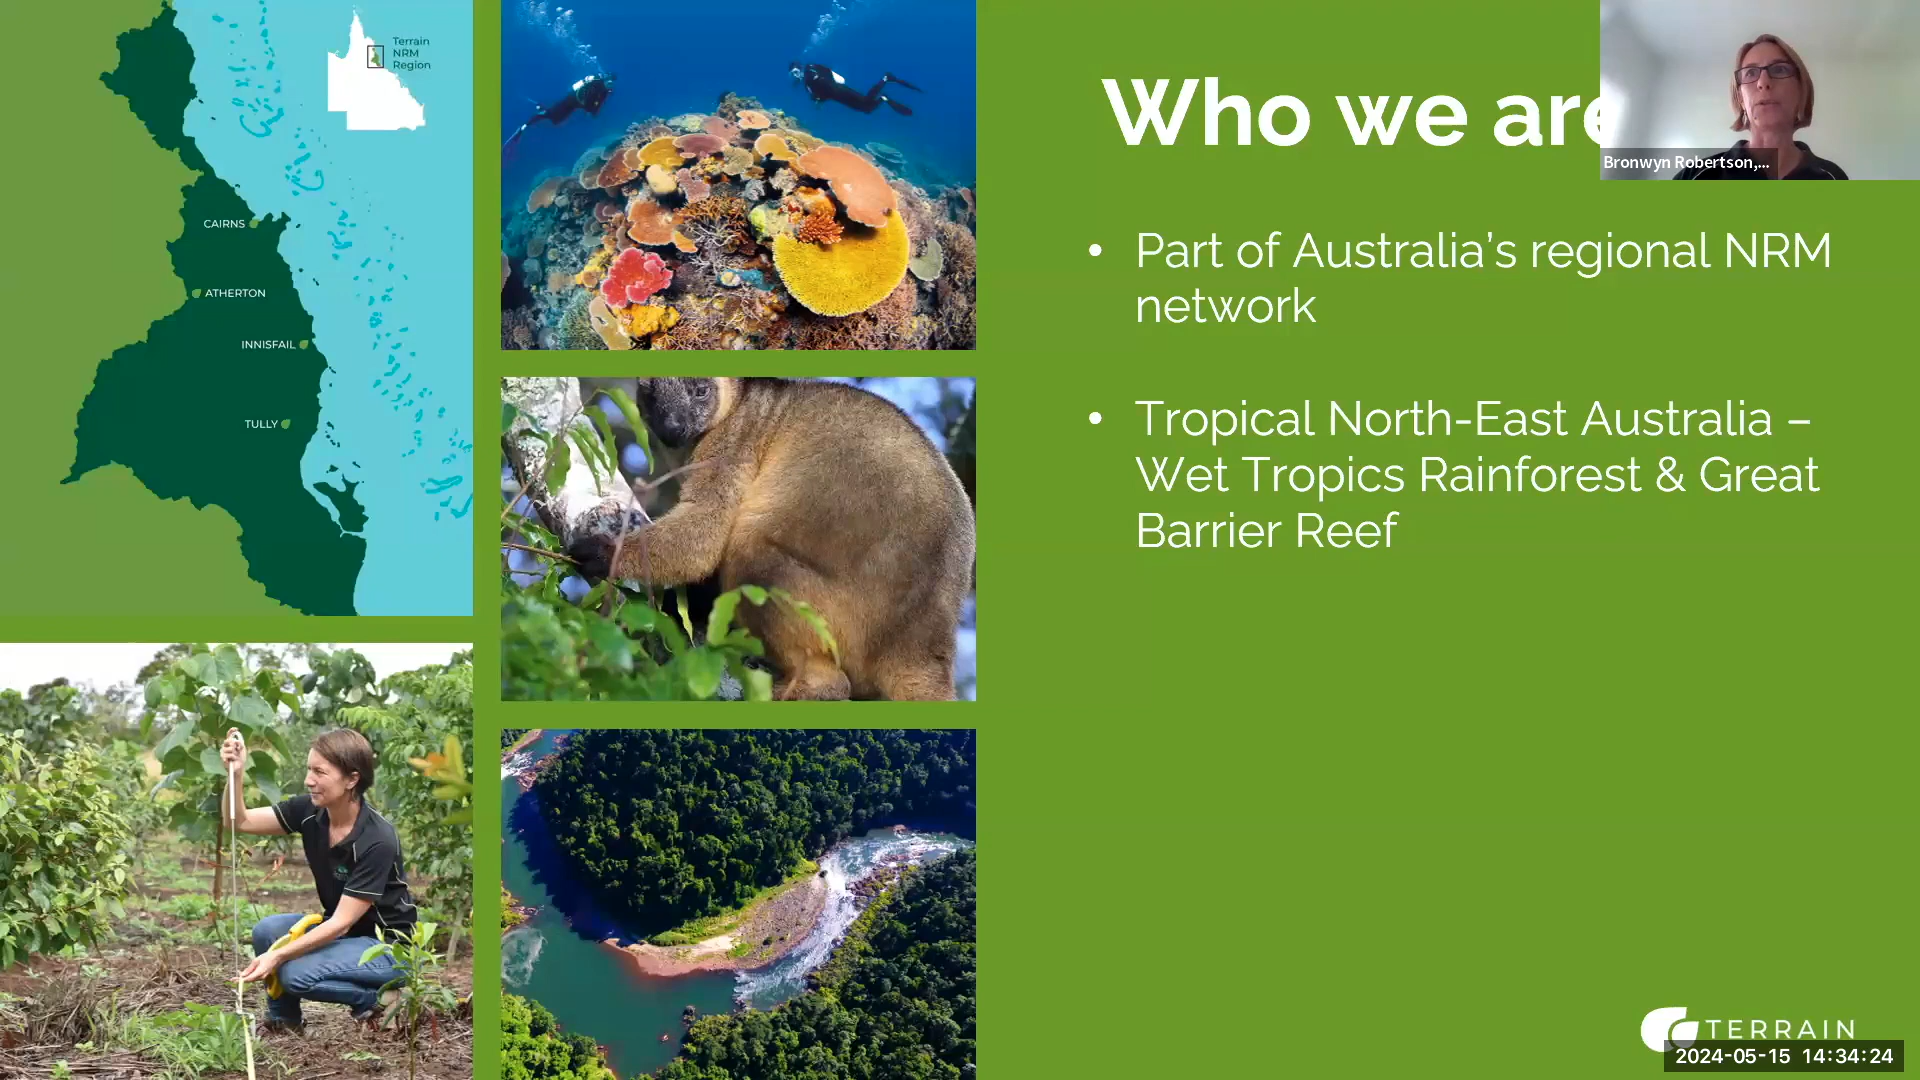 Terrain
NRM
Region
CAIRNS
ATHERTON
INNISFAIL
TULLY
Who we are
Bronwyn Robertson,...
• Part of Australia's regional NRM
network
• Tropical North-East Australia –
Wet Tropics Rainforest & Great
Barrier Reef
TERRAIN
2024-05-15 14:34:24